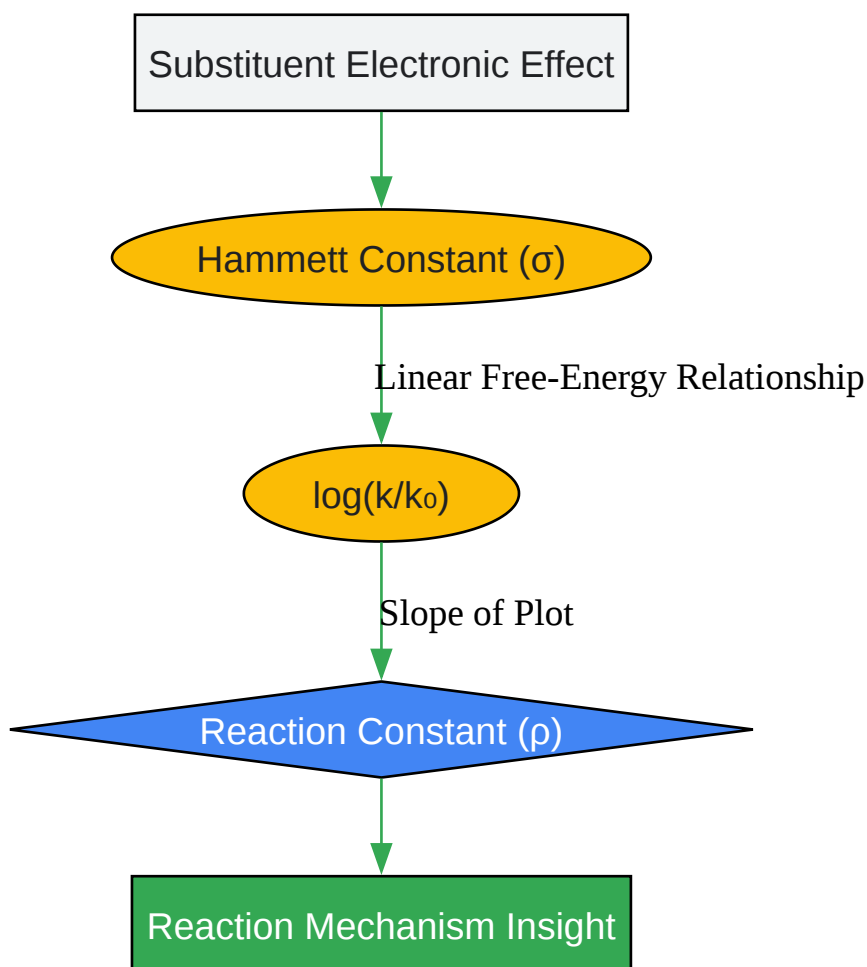 Substituent Electronic Effect
Hammett Constant (σ)
Linear Free-Energy Relationship
log(k/k₀)
Slope of Plot
Reaction Constant (ρ)
Reaction Mechanism Insight